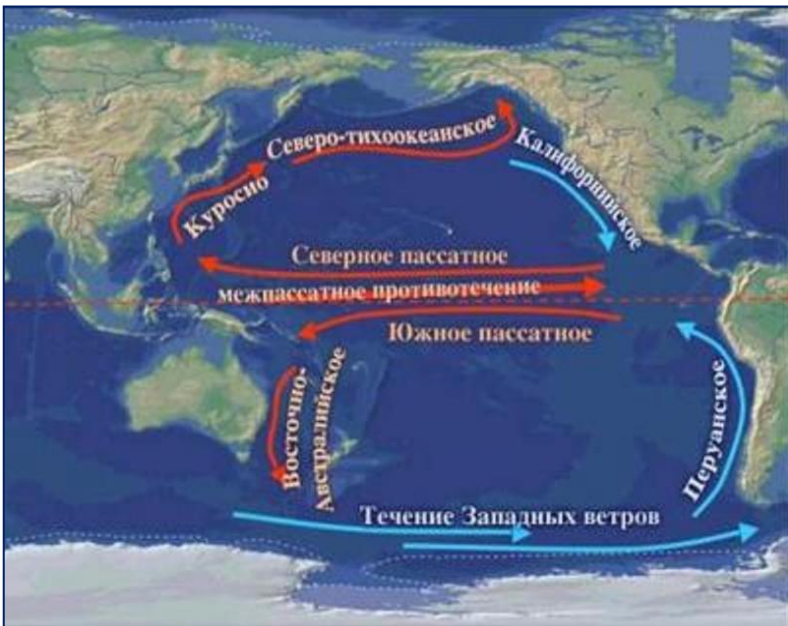 Северо-тихоокеанское
Калифорнийское
Куросио
Северное пассатное
межпассатное противотечение
Южное пассатное
Восточно-
Австралийское
Перуанское
Течение Западных ветров